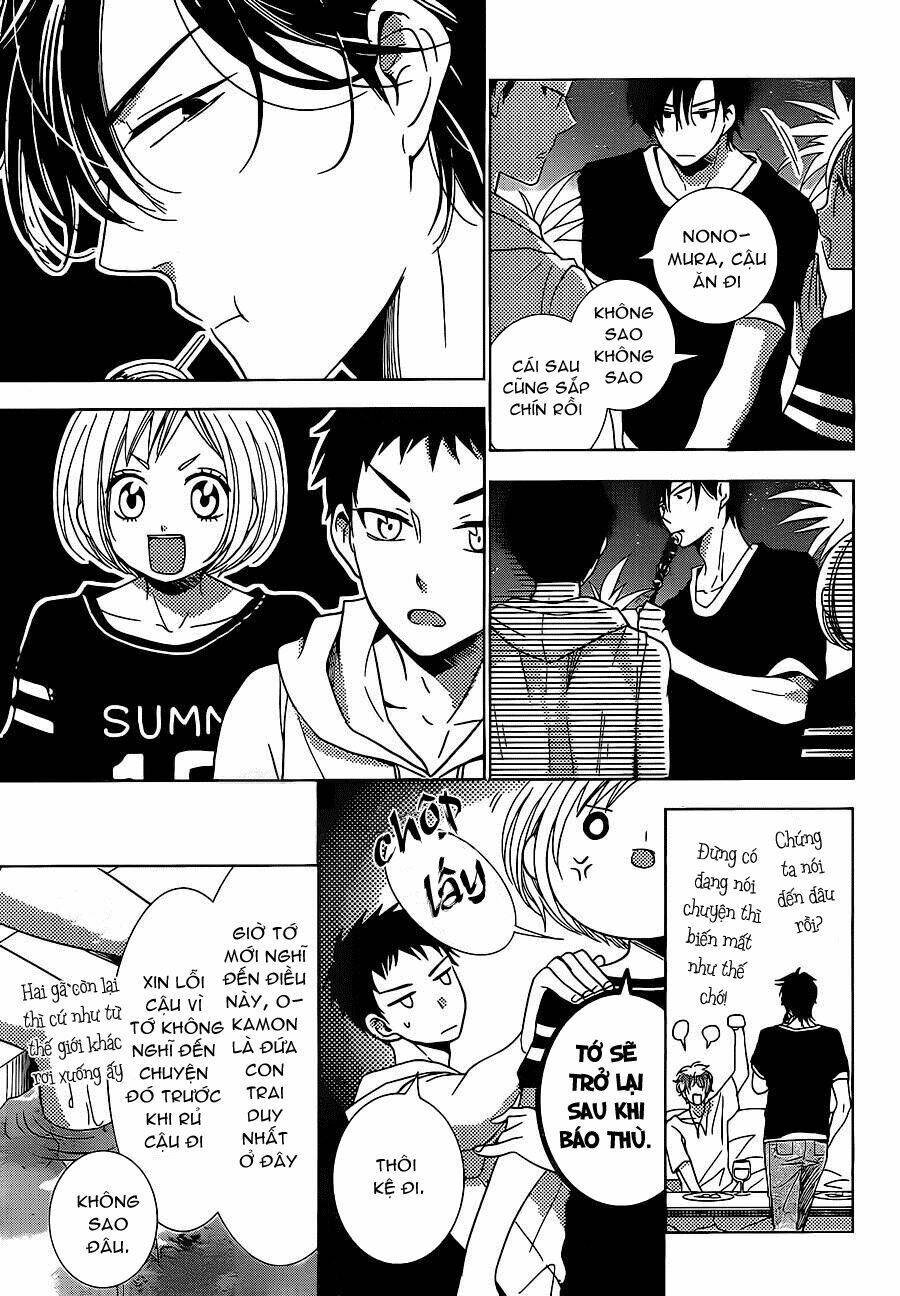 NONO-
MURA, CẬU
ĂN ĐI
KHÔNG
SAO
KHÔNG
SAO
CÁI SAU
CŨNG SẮP
CHÍN RỒI
SUMM
10
Chúng
ta nói
đến đâu
rồi?
Đừng có
đang nói
chuyện thì
biến mất
như thế
chớ!
chộp
lấy
TỚ SẼ
TRỞ LẠI
SAU KHI
BÁO THÙ.
THÔI
KỆ ĐI.
GIỜ TỚ
MỚI NGHĨ
ĐẾN ĐIỀU
NÀY, O-
KAMON
LÀ ĐỨA
CON
TRAI
DUY
NHẤT
Ở ĐÂY
XIN LỖI
CẬU VÌ
TỚ KHÔNG
NGHĨ ĐẾN
CHUYỆN
ĐÓ TRƯỚC
KHI RỦ
CẬU ĐI
Hai gã còn lại
thì cứ như từ
thế giới khác
rơi xuống ấy
KHÔNG
SAO
ĐÂU.